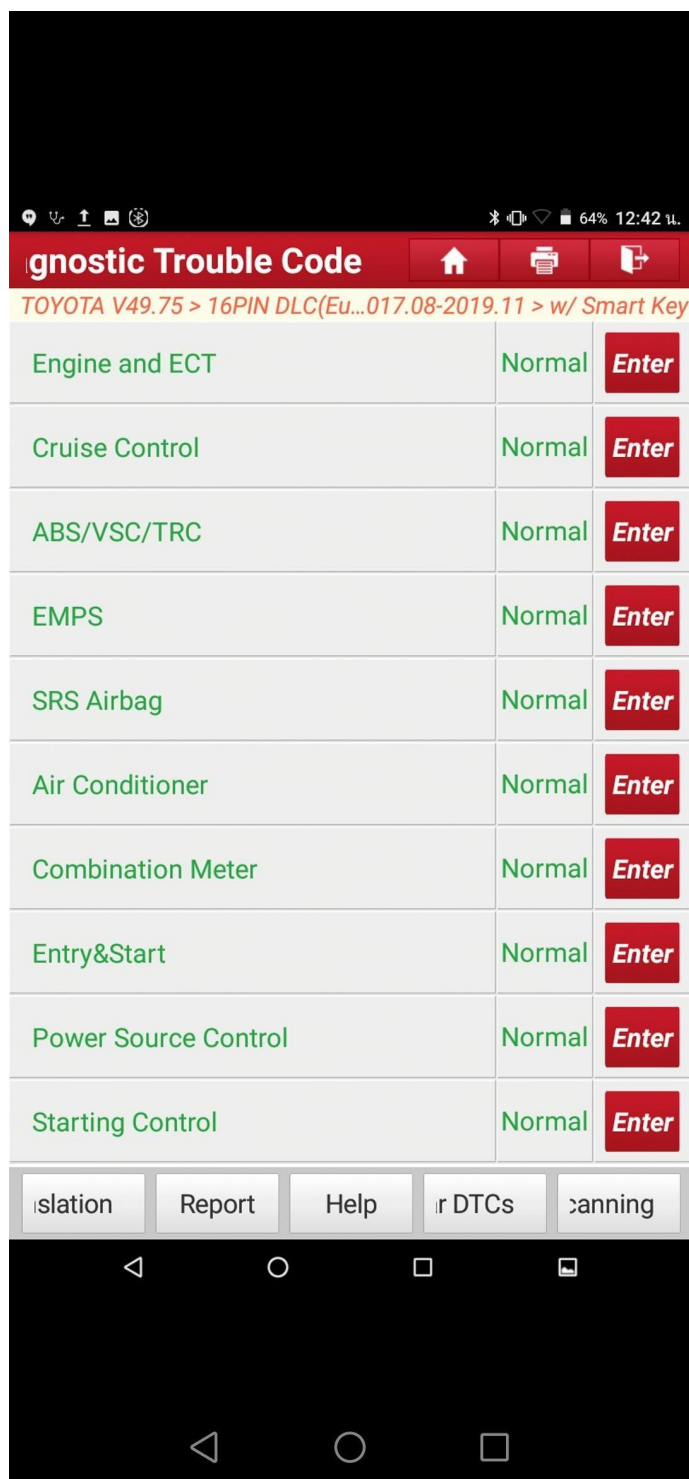 64% 12:42 น.
gnostic Trouble Code
TOYOTA V49.75 > 16PIN DLC(Eu...017.08-2019.11 > w/ Smart Key
Engine and ECT Normal Enter
Cruise Control Normal Enter
ABS/VSC/TRC Normal Enter
EMPS Normal Enter
SRS Airbag Normal Enter
Air Conditioner Normal Enter
Combination Meter Normal Enter
Entry&Start Normal Enter
Power Source Control Normal Enter
Starting Control Normal Enter
slation Report Help r DTCs canning